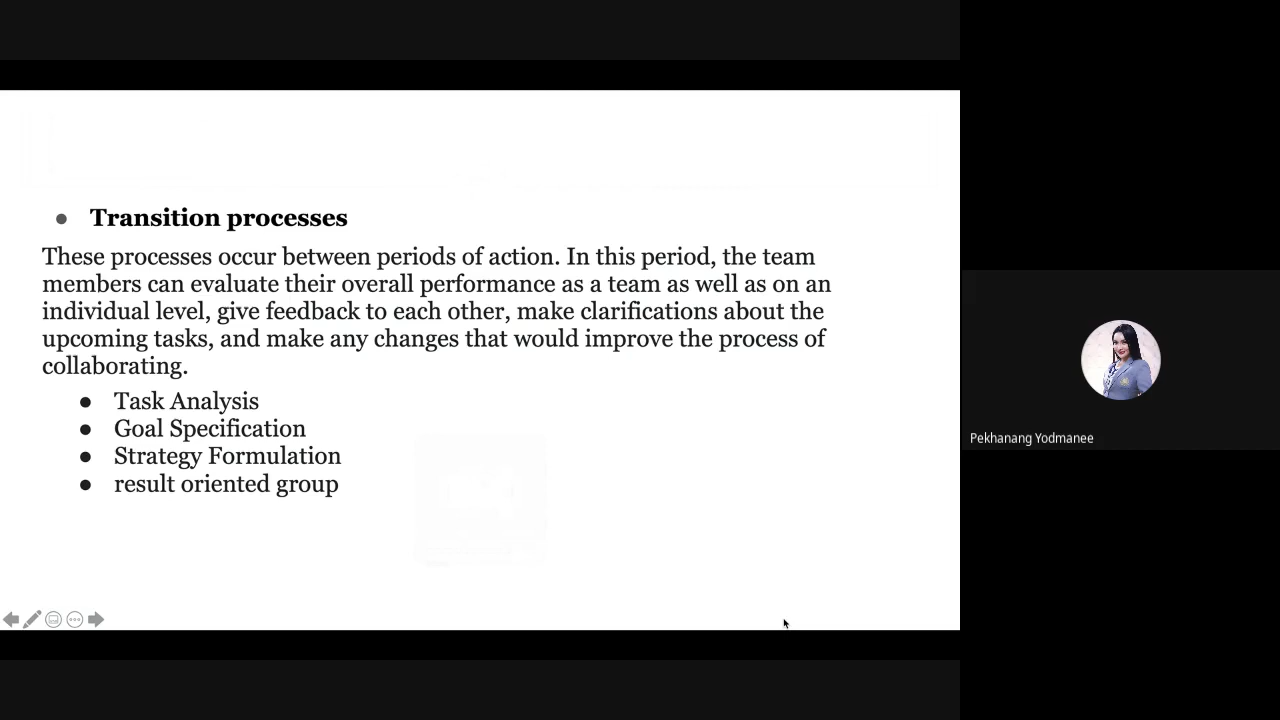 Transition processes
These processes occur between periods of action. In this period, the team
members can evaluate their overall performance as a team as well as on an
individual level, give feedback to each other, make clarifications about the
upcoming tasks, and make any changes that would improve the process of
collaborating.
Task Analysis
Goal Specification
Strategy Formulation
result oriented group
Pekhanang Yodmanee